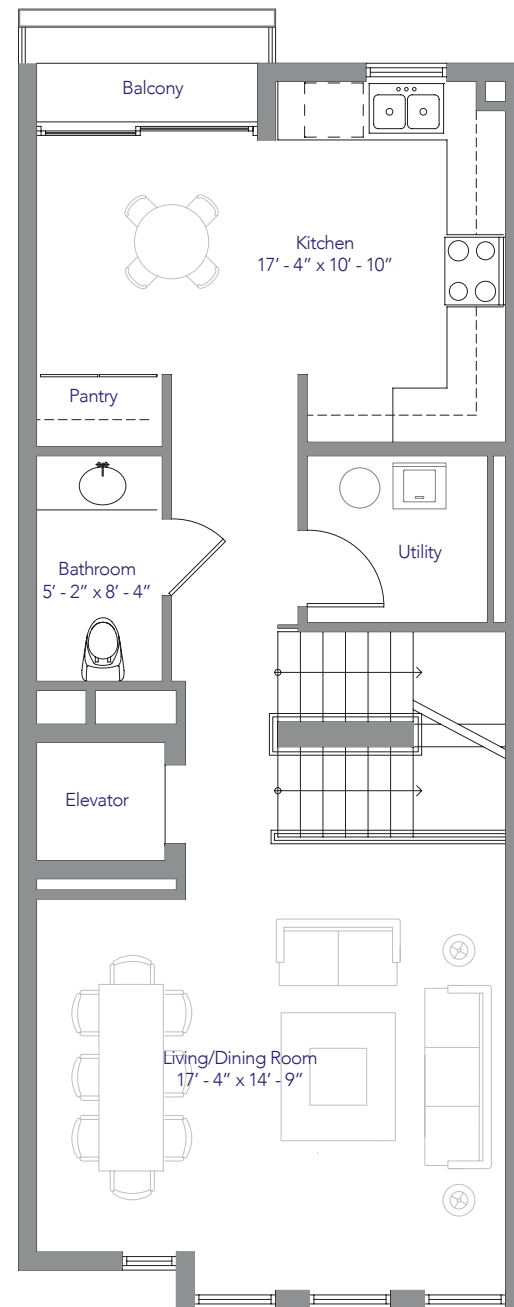 Balcony
Kitchen
17' - 4” x 10' - 10”
Pantry
Bathroom
5' - 2” x 8' - 4”
Utility
Elevator
Living/Dining Room
17' - 4” x 14' - 9”